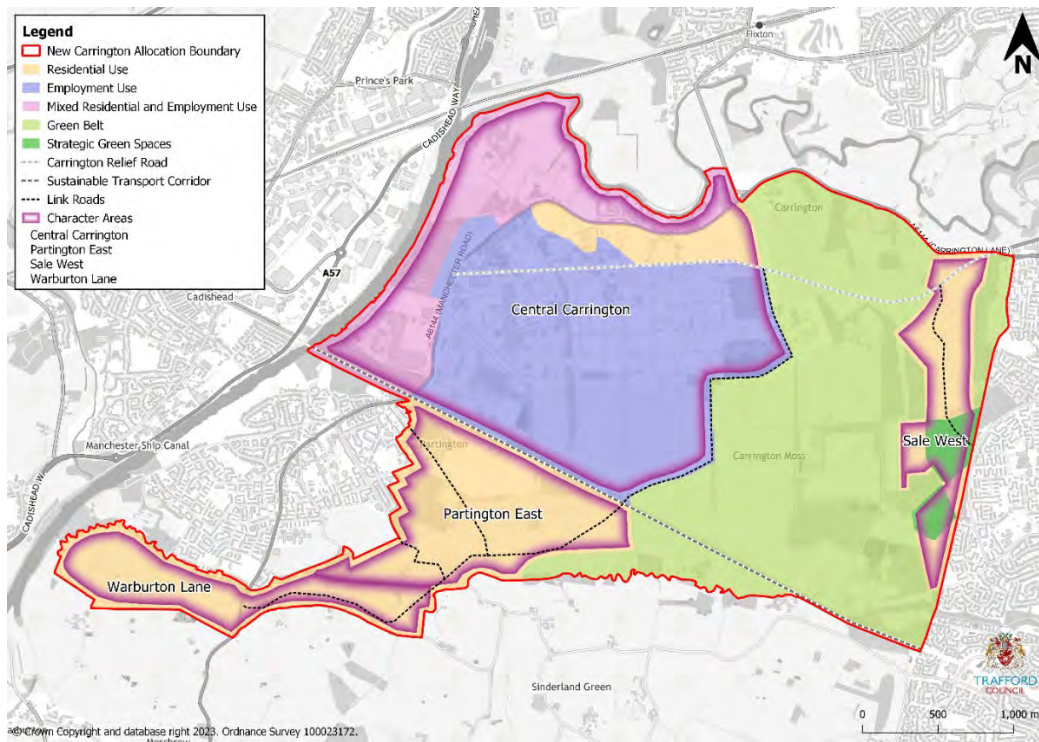 Legend
New Carrington Allocation Boundary
Residential Use
Employment Use
Mixed Residential and Employment Use
Green Belt
Strategic Green Spaces
Carrington Relief Road
Sustainable Transport Corridor
Link Roads
Character Areas
Central Carrington
Partington East
Sale West
Warburton Lane
Flixton
N
Prince's Park
CADISHEAD WAY
Carrington
A6144 (CARRINGTON LANE)
A57
A6144 (MANCHESTER ROAD)
Cadishead
Central Carrington
Manchester Ship Canal
Partington
Sale West
Carrington Moss
CADISHEAD W
Partington East
Warburton Lane
TRAFFORD
COUNCIL
Sinderland Green
0 500 1,000 m
© Crown Copyright and database right 2023. Ordnance Survey 100023172.